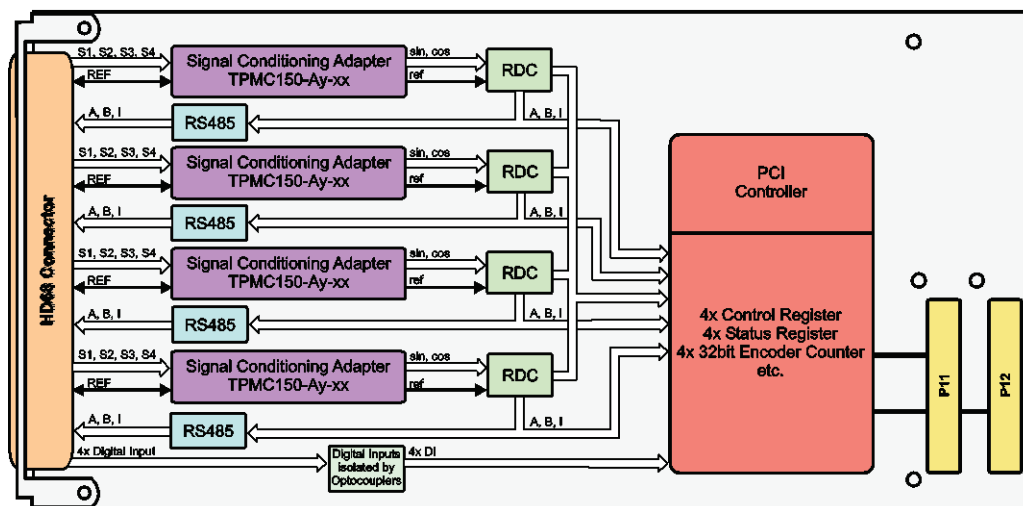 HD68 Connector
S1, S2, S3, S4
REF
Signal Conditioning Adapter
TPMC150-Ay-xx
sin, cos
ref
RDC
A, B, I
RS485
A, B, I
S1, S2, S3, S4
REF
Signal Conditioning Adapter
TPMC150-Ay-xx
sin, cos
ref
RDC
A, B, I
RS485
A, B, I
S1, S2, S3, S4
REF
Signal Conditioning Adapter
TPMC150-Ay-xx
sin, cos
ref
RDC
A, B, I
RS485
A, B, I
S1, S2, S3, S4
REF
Signal Conditioning Adapter
TPMC150-Ay-xx
sin, cos
ref
RDC
A, B, I
RS485
A, B, I
4x Digital Input
Digital Inputs
isolated by
Optocouplers
4x DI
PCI
Controller
4x Control Register
4x Status Register
4x 32bit Encoder Counter
etc.
P11
P12